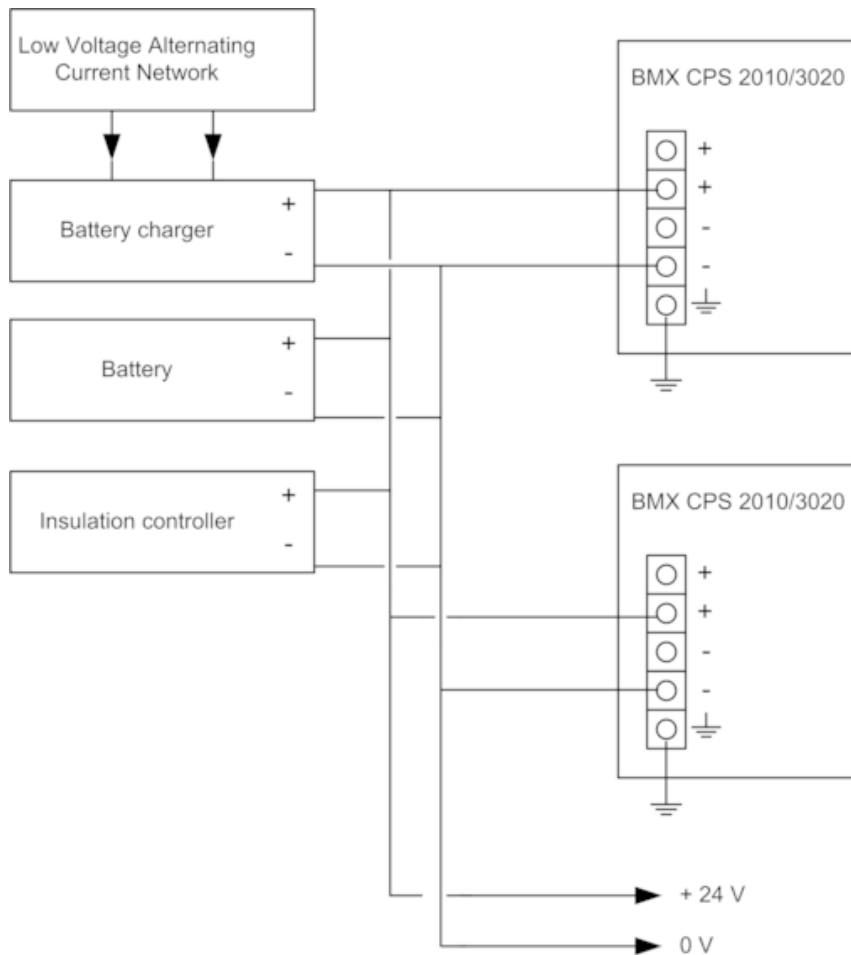 Low Voltage Alternating
Current Network
BMX CPS 2010/3020
+
+
-
-
Battery charger
+
-
Battery
+
-
Insulation controller
+
-
BMX CPS 2010/3020
+
+
-
-
+ 24 V
0 V